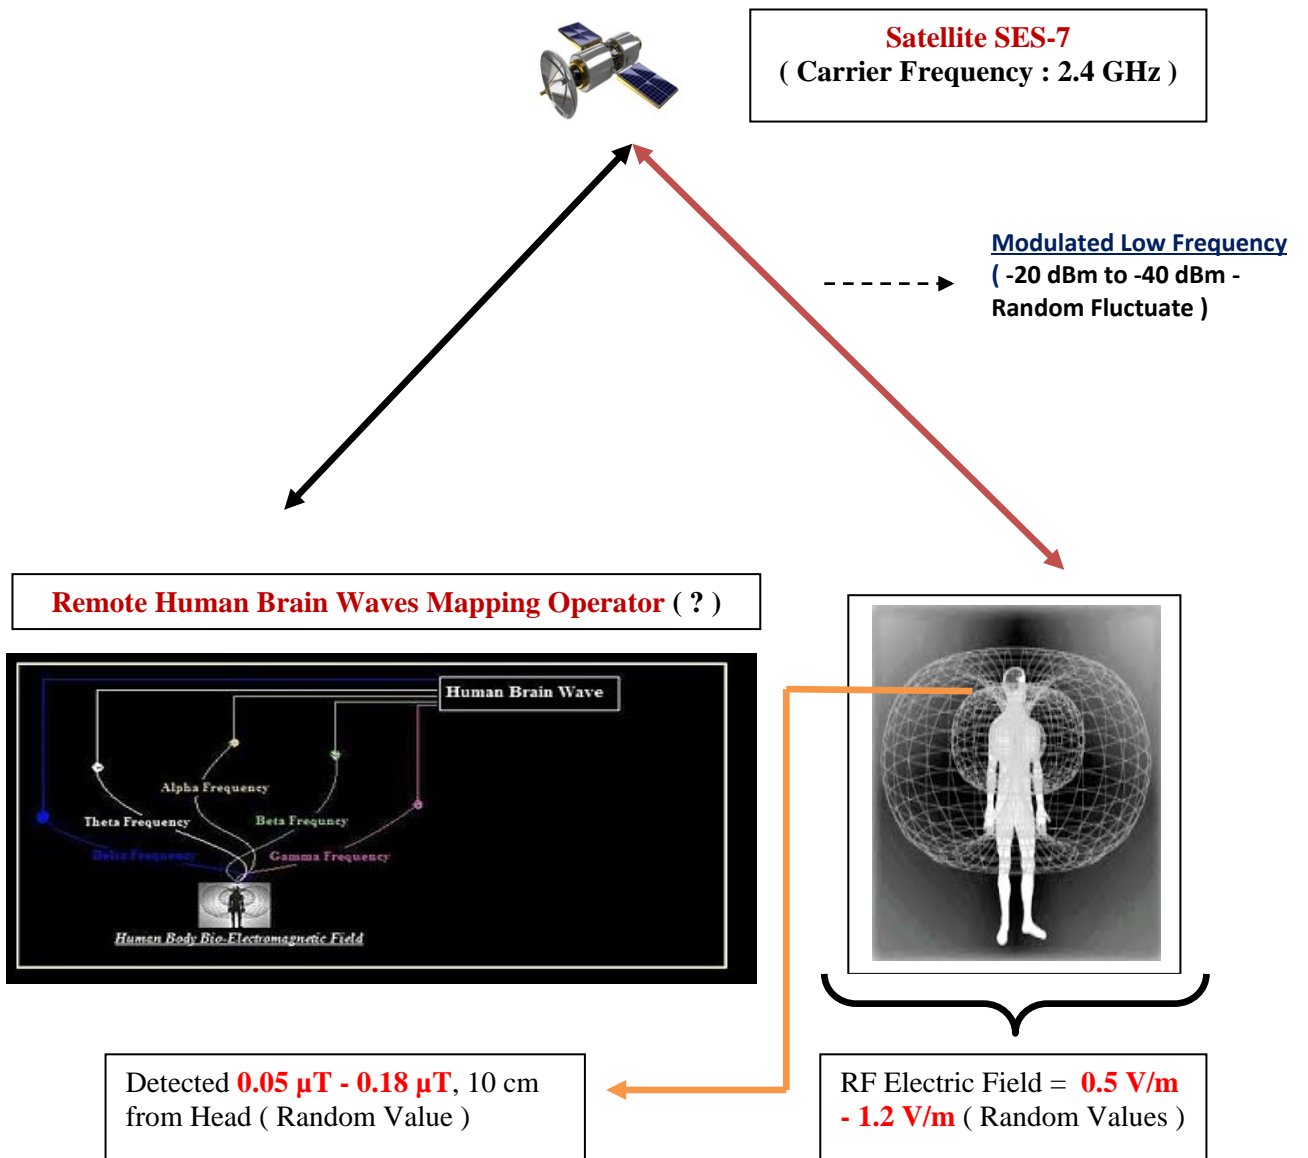 Satellite SES-7
( Carrier Frequency : 2.4 GHz )
Modulated Low Frequency
( -20 dBm to -40 dBm -
Random Fluctuate )
Remote Human Brain Waves Mapping Operator ( ? )
Human Brain Wave
Alpha Frequency
Theta Frequency
Beta Frequncy
Delta Frequency
Gamma Frequency
Human Body Bio-Electromagnetic Field
Detected 0.05 µT - 0.18 µT, 10 cm
from Head ( Random Value )
RF Electric Field = 0.5 V/m
- 1.2 V/m ( Random Values )